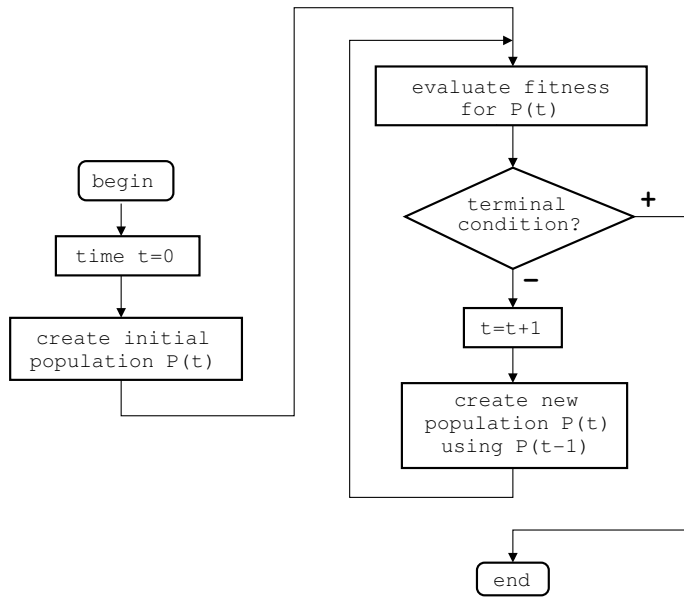 begin
time t=0
create initial
population P(t)
evaluate fitness
for P(t)
terminal
condition?
+
−
t=t+1
create new
population P(t)
using P(t−1)
end